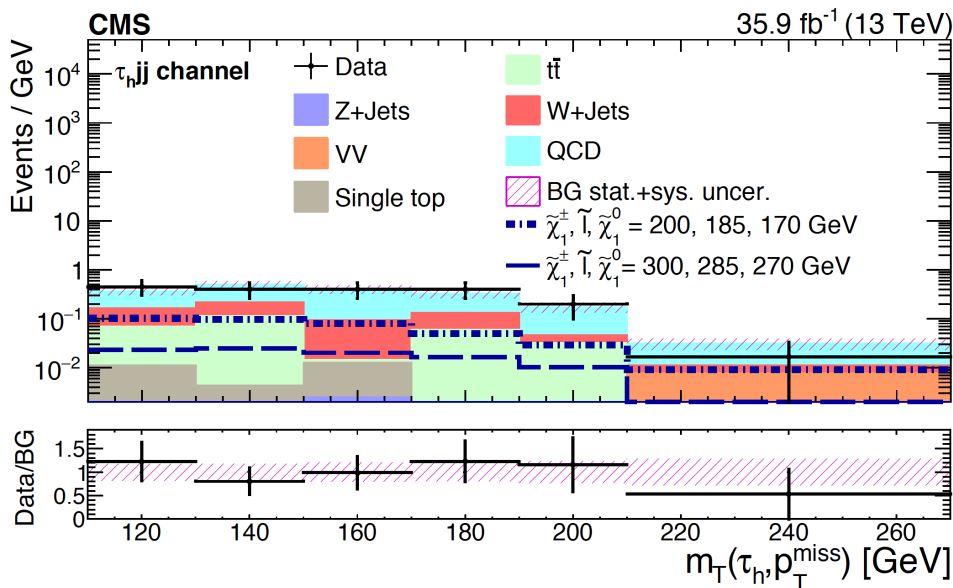 CMS 35.9 fb⁻¹ (13 TeV)
Events / GeV
10⁴
10³
10²
10
1
10⁻¹
10⁻²
τₕjj channel
Data
Z+Jets
VV
Single top
tt̄
W+Jets
QCD
BG stat.+sys. uncer.
χ̃₁^±, l̃, χ̃₁⁰ = 200, 185, 170 GeV
χ̃₁^±, l̃, χ̃₁⁰ = 300, 285, 270 GeV
Data/BG
1.5
1
0.5
0
120 140 160 180 200 220 240 260
m_T(τₕ,p_T^miss) [GeV]